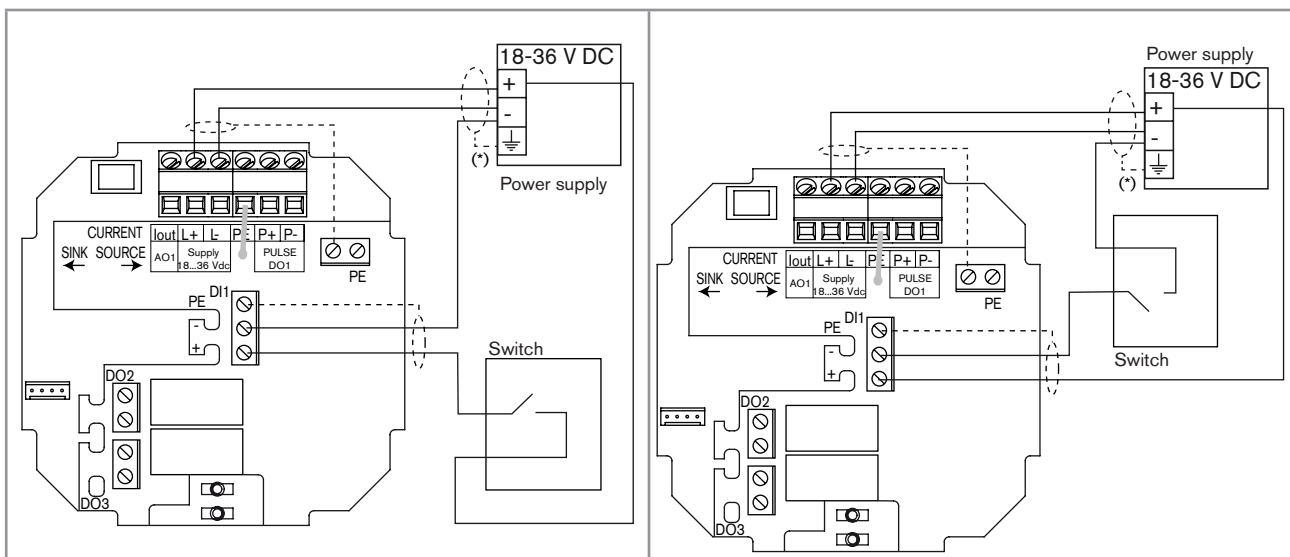 18-36 V DC
+
-
(*)
Power supply
CURRENT
SINK SOURCE
Iout L+ L- PE P+ P-
AO1 Supply 18...36 Vdc PULSE DO1
PE
PE DI1
-
+
Switch
DO2
DO3
Power supply
18-36 V DC
+
-
(*)
CURRENT
SINK SOURCE
Iout L+ L- PE P+ P-
AO1 Supply 18...36 Vdc PULSE DO1
PE
PE DI1
-
+
Switch
DO2
DO3